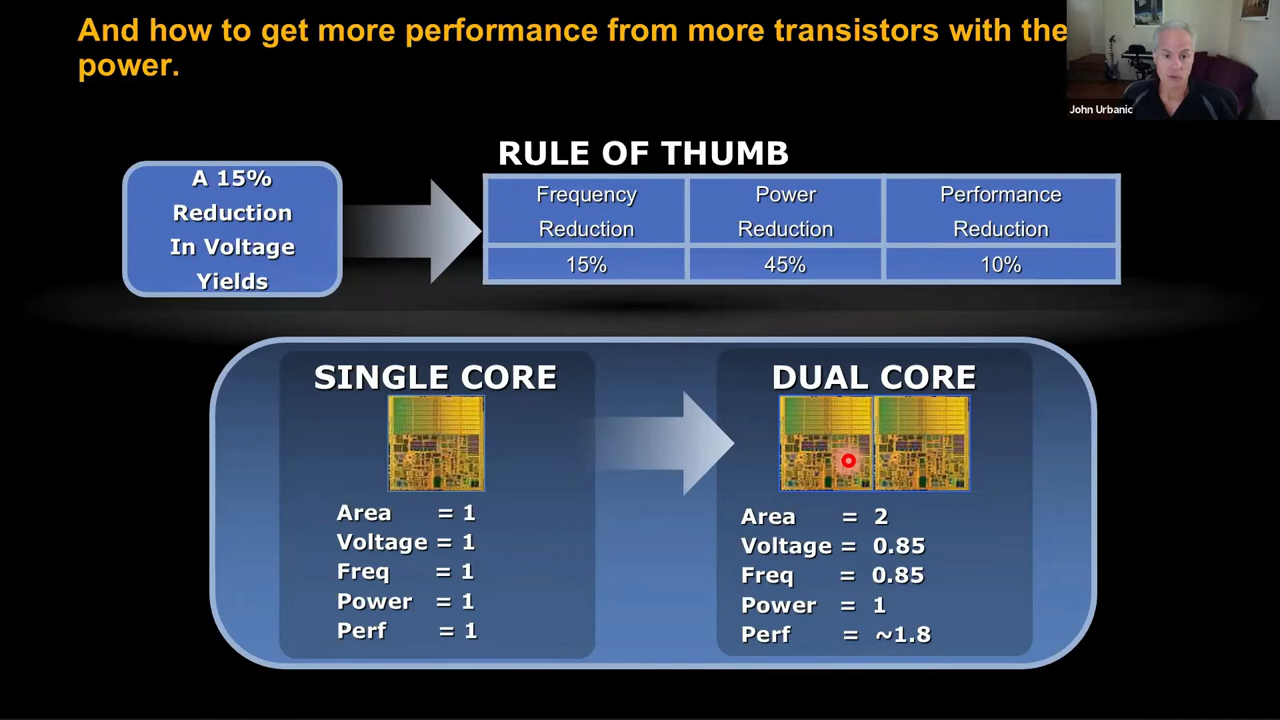 And how to get more performance from more transistors with the
power.
John Urbanic
RULE OF THUMB
A 15%
Reduction
In Voltage
Yields
Frequency Reduction
Power Reduction
Performance Reduction
15%
45%
10%
SINGLE CORE
Area = 1
Voltage = 1
Freq = 1
Power = 1
Perf = 1
DUAL CORE
Area = 2
Voltage = 0.85
Freq = 0.85
Power = 1
Perf = ~1.8